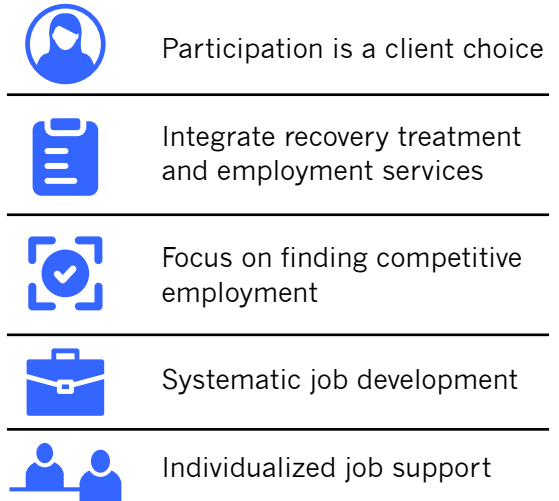 Participation is a client choice
Integrate recovery treatment
and employment services
Focus on finding competitive
employment
Systematic job development
Individualized job support